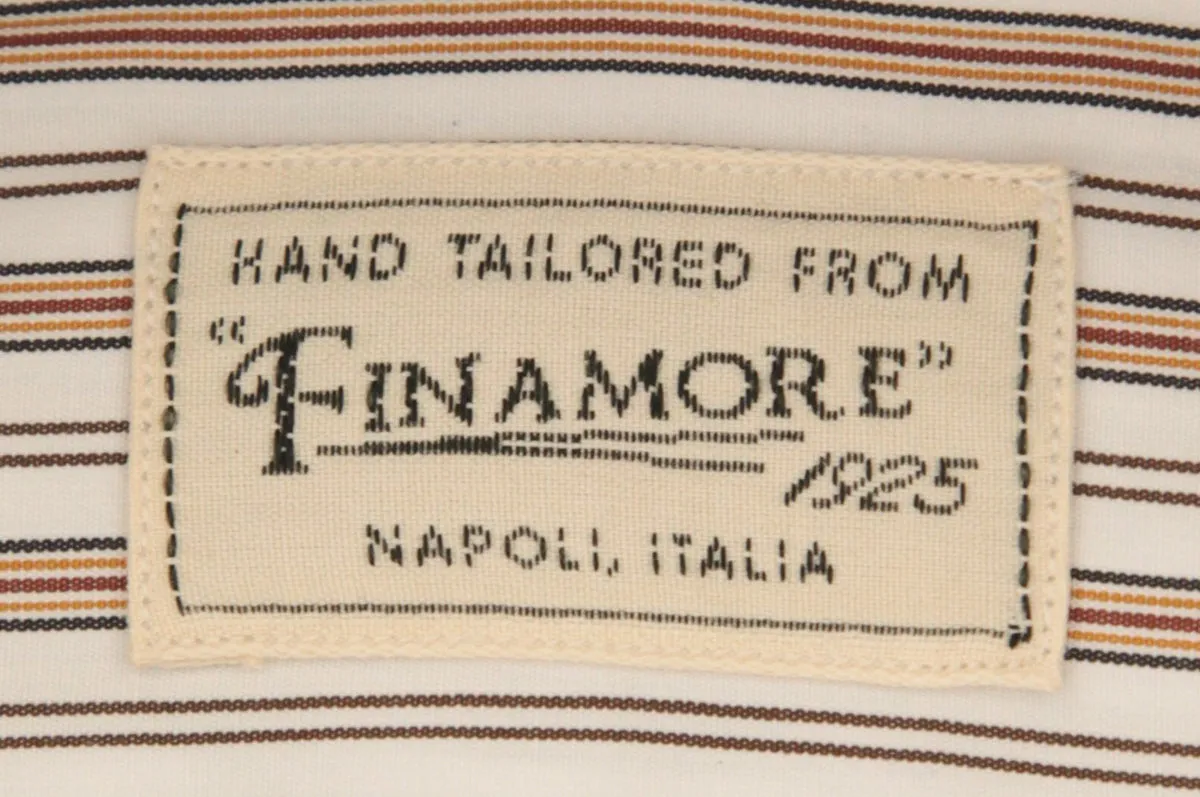 HAND TAILORED FROM
"FINAMORE"
1925
NAPOLI, ITALIA